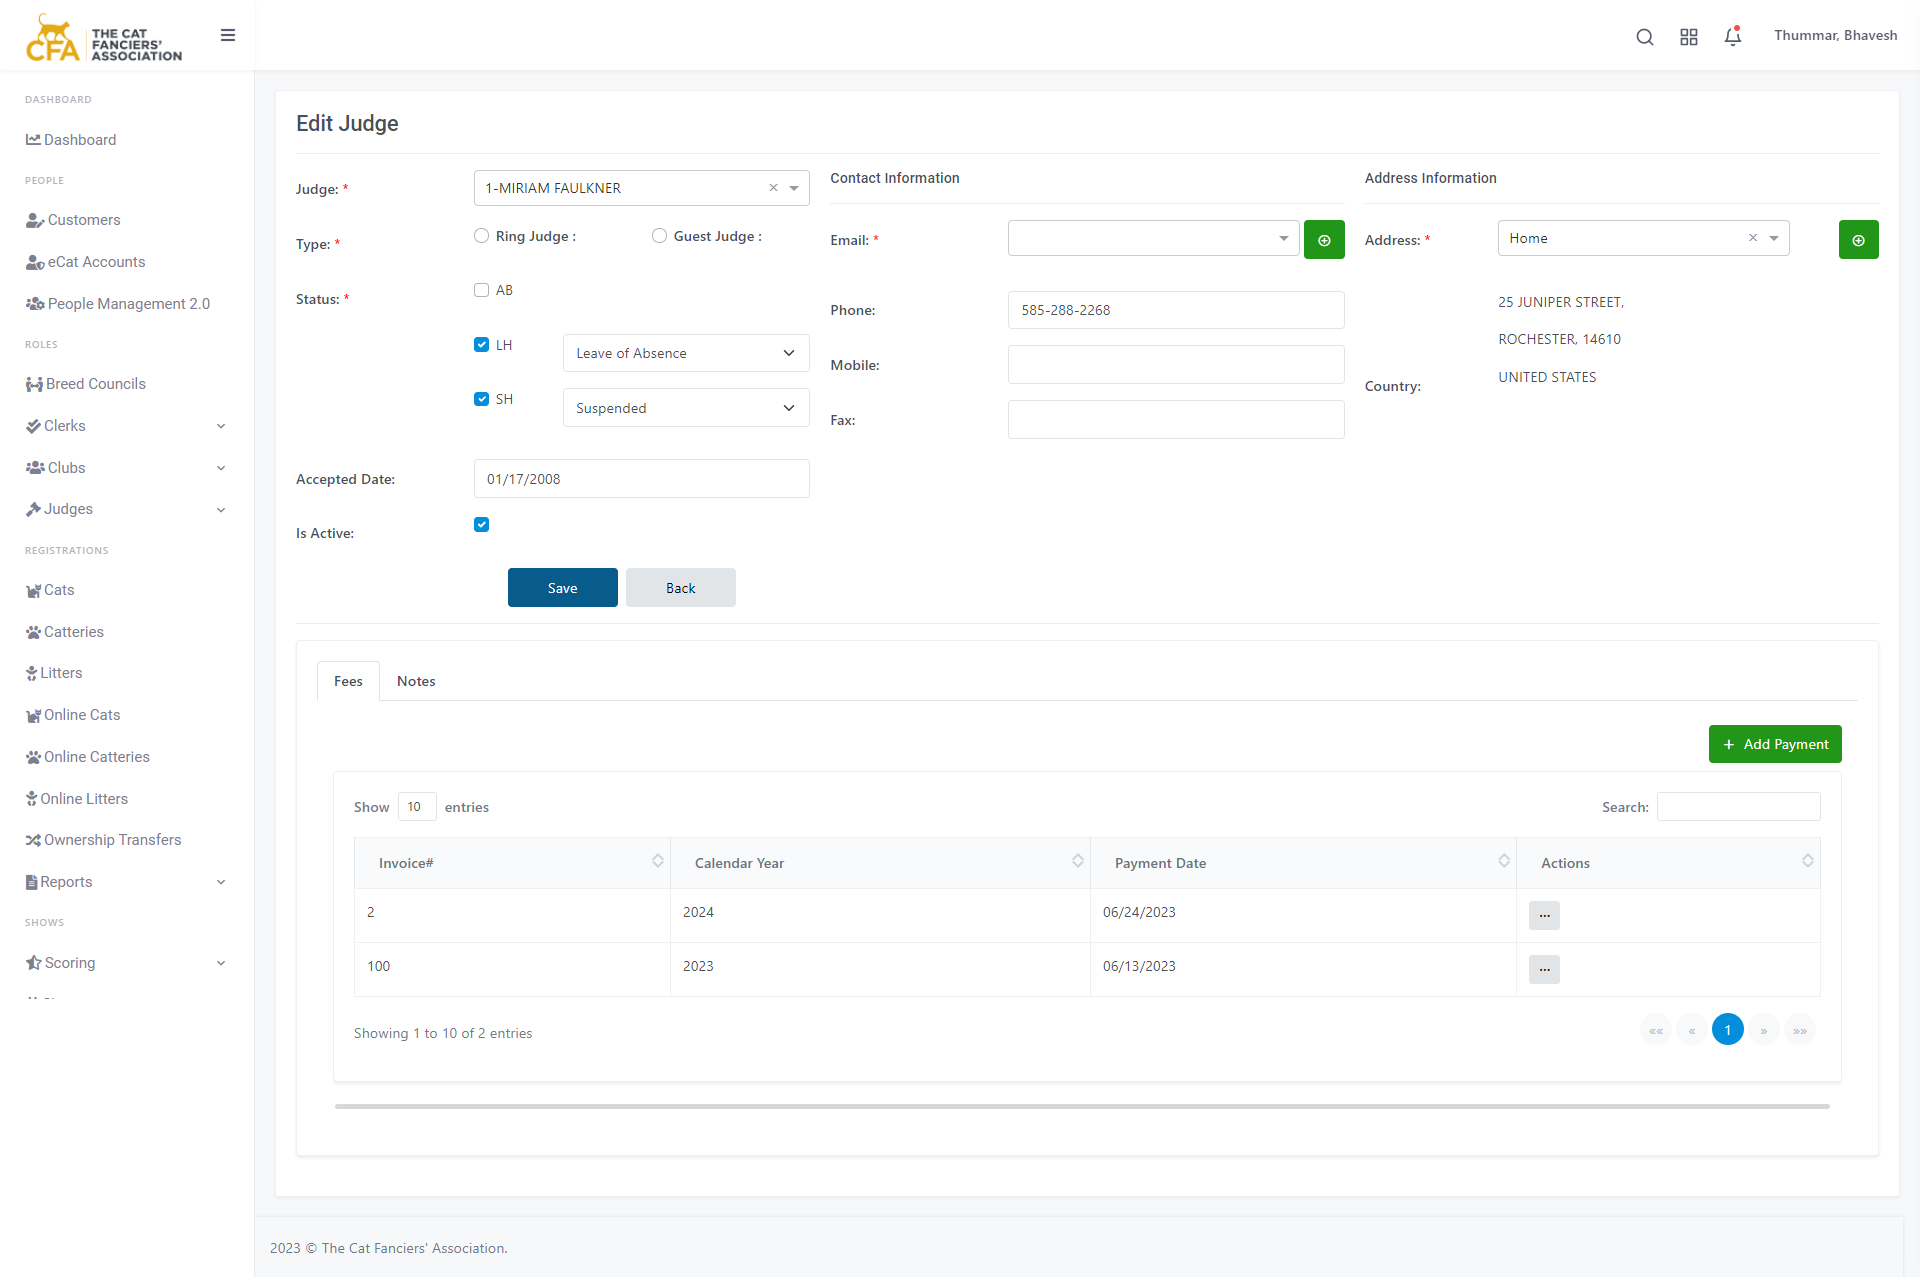 CFA THE CAT FANCIERS' ASSOCIATION
Thummar, Bhavesh
DASHBOARD
Dashboard
PEOPLE
Customers
eCat Accounts
People Management 2.0
ROLES
Breed Councils
Clerks
Clubs
Judges
REGISTRATIONS
Cats
Catteries
Litters
Online Cats
Online Catteries
Online Litters
Ownership Transfers
Reports
SHOWS
Scoring
Edit Judge
Judge: *
1-MIRIAM FAULKNER
Type: *
Ring Judge :
Guest Judge :
Status: *
AB
LH
Leave of Absence
SH
Suspended
Accepted Date:
01/17/2008
Is Active:
Save
Back
Contact Information
Email: *
Phone:
585-288-2268
Mobile:
Fax:
Address Information
Address: *
Home
25 JUNIPER STREET,
ROCHESTER, 14610
Country:
UNITED STATES
Fees
Notes
+ Add Payment
Show 10 entries
Search:
Invoice# Calendar Year Payment Date Actions
2 2024 06/24/2023 ...
100 2023 06/13/2023 ...
Showing 1 to 10 of 2 entries
«« « 1 » »»
2023 © The Cat Fanciers' Association.